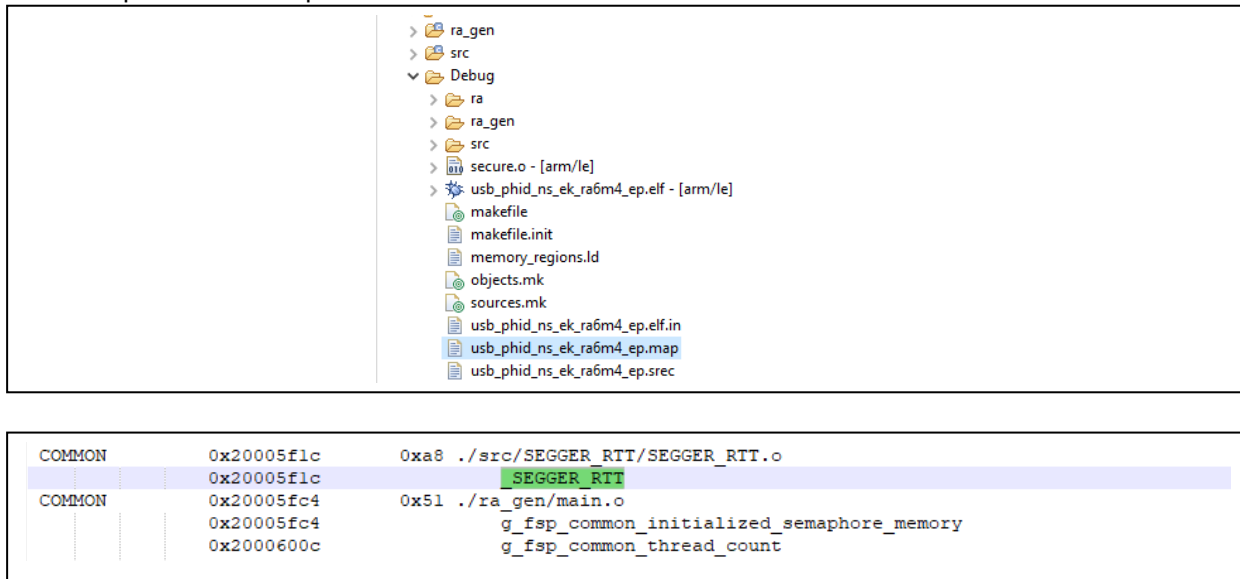 ra_gen
src
Debug
ra
ra_gen
src
secure.o - [arm/le]
usb_phid_ns_ek_ra6m4_ep.elf - [arm/le]
makefile
makefile.init
memory_regions.ld
objects.mk
sources.mk
usb_phid_ns_ek_ra6m4_ep.elf.in
usb_phid_ns_ek_ra6m4_ep.map
usb_phid_ns_ek_ra6m4_ep.srec
COMMON 0x20005f1c 0xa8 ./src/SEGGER_RTT/SEGGER_RTT.o
0x20005f1c _SEGGER_RTT
COMMON 0x20005fc4 0x51 ./ra_gen/main.o
0x20005fc4 g_fsp_common_initialized_semaphore_memory
0x2000600c g_fsp_common_thread_count